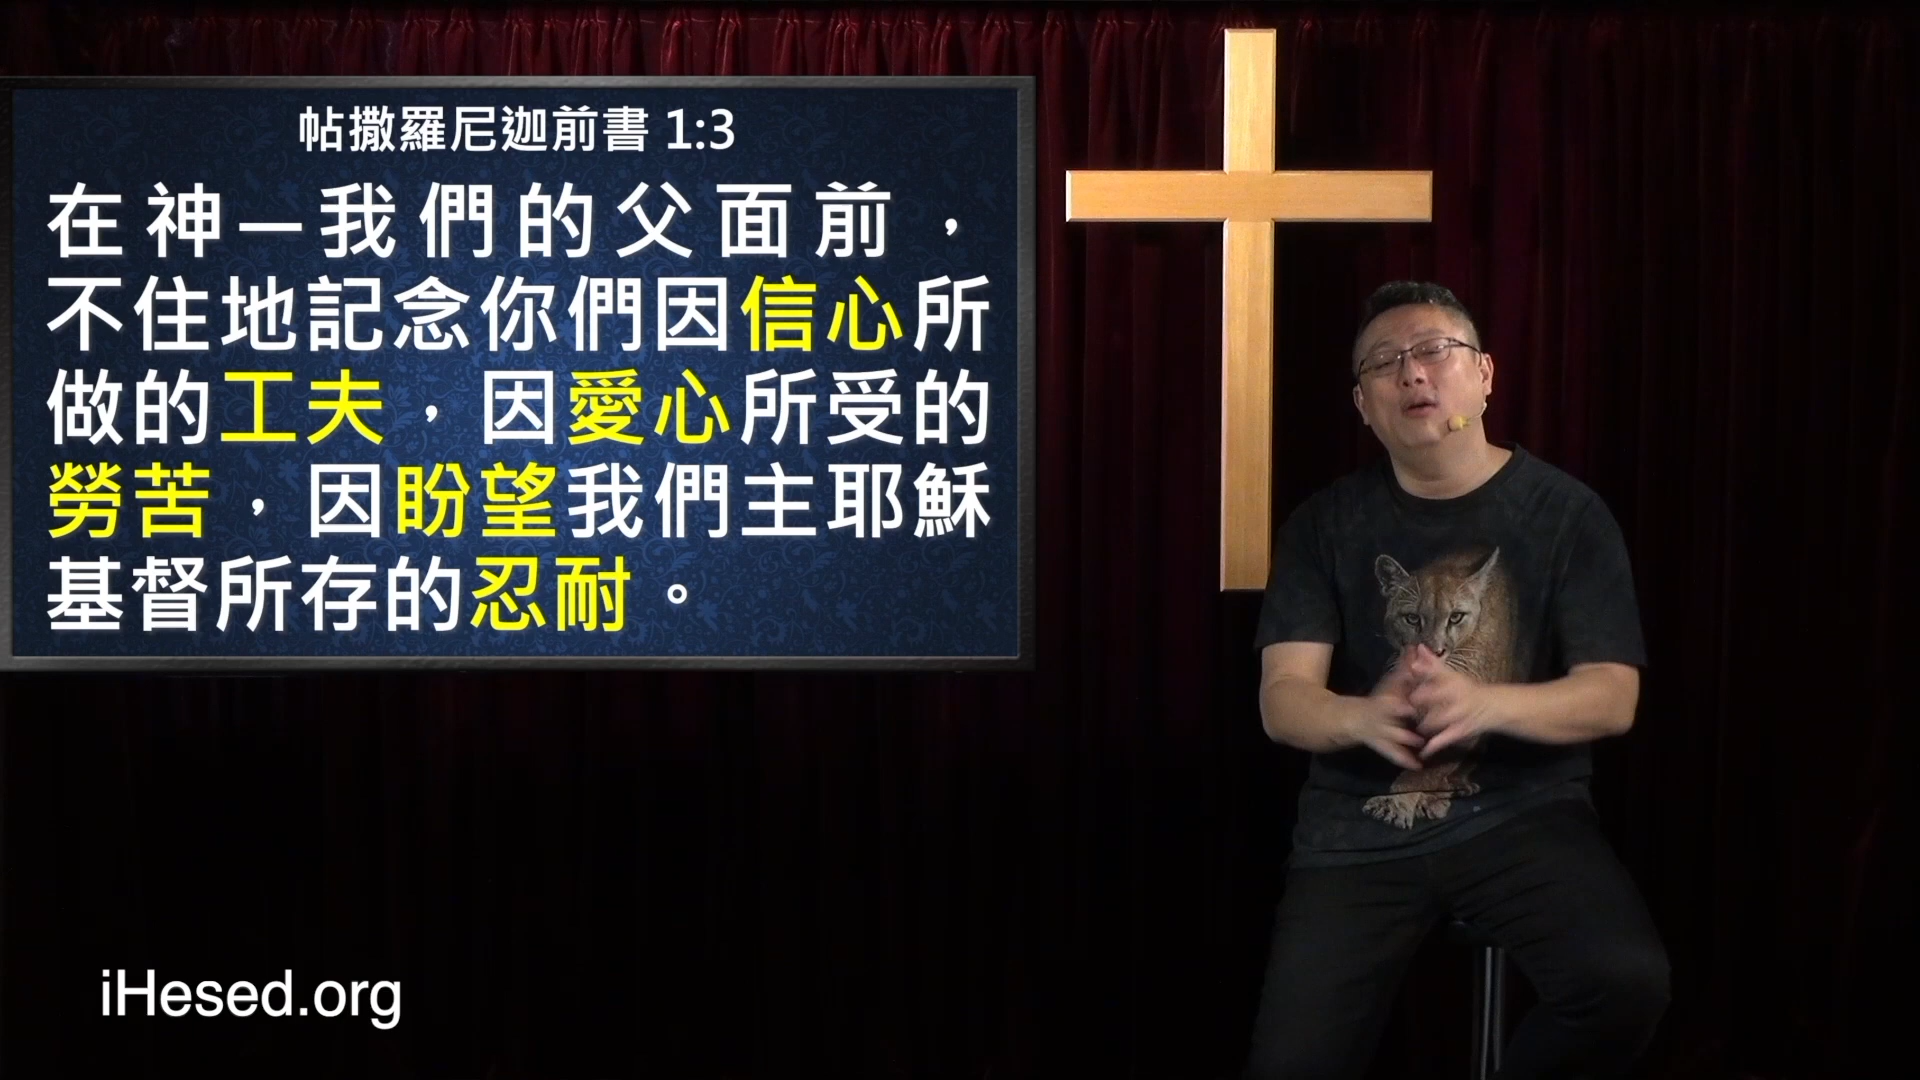 帖撒羅尼迦前書 1:3
在神—我們的父面前，
不住地記念你們因信心所
做的工夫，因愛心所受的
勞苦，因盼望我們主耶穌
基督所存的忍耐。
iHesed.org